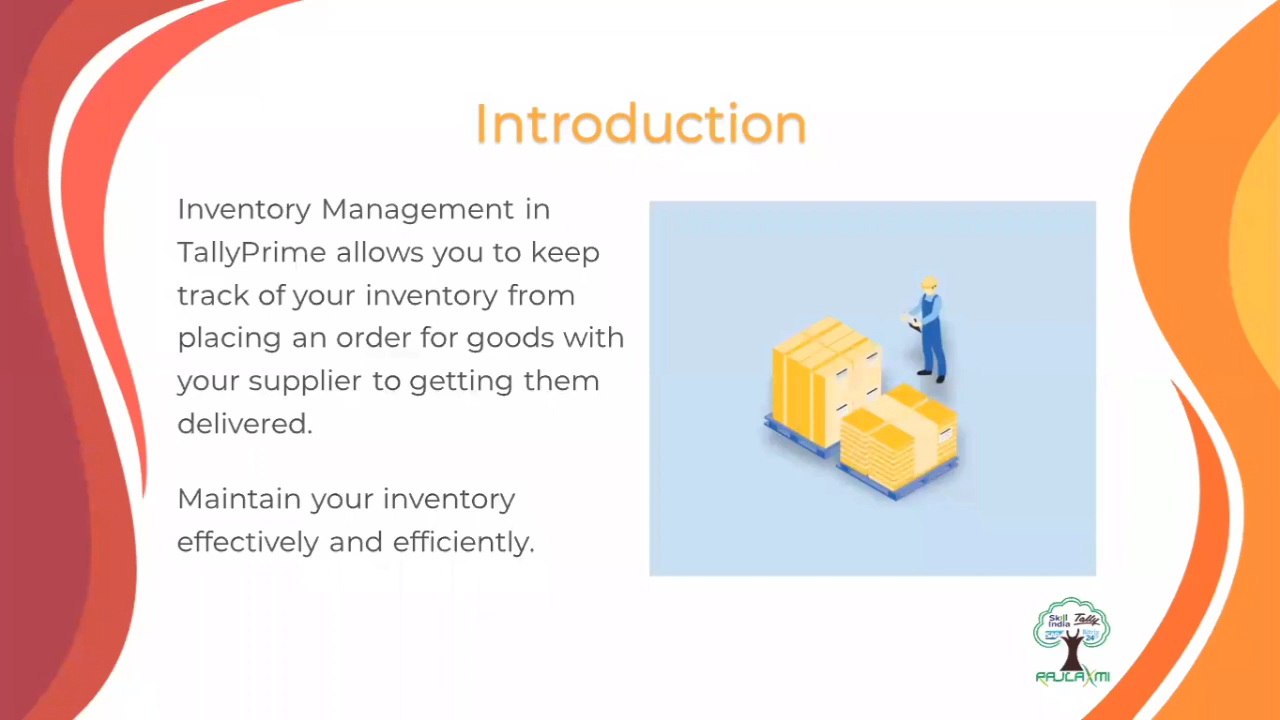 Introduction
Inventory Management in
TallyPrime allows you to keep
track of your inventory from
placing an order for goods with
your supplier to getting them
delivered.
Maintain your inventory
effectively and efficiently.
Skill India Tally
RAJLAXMI